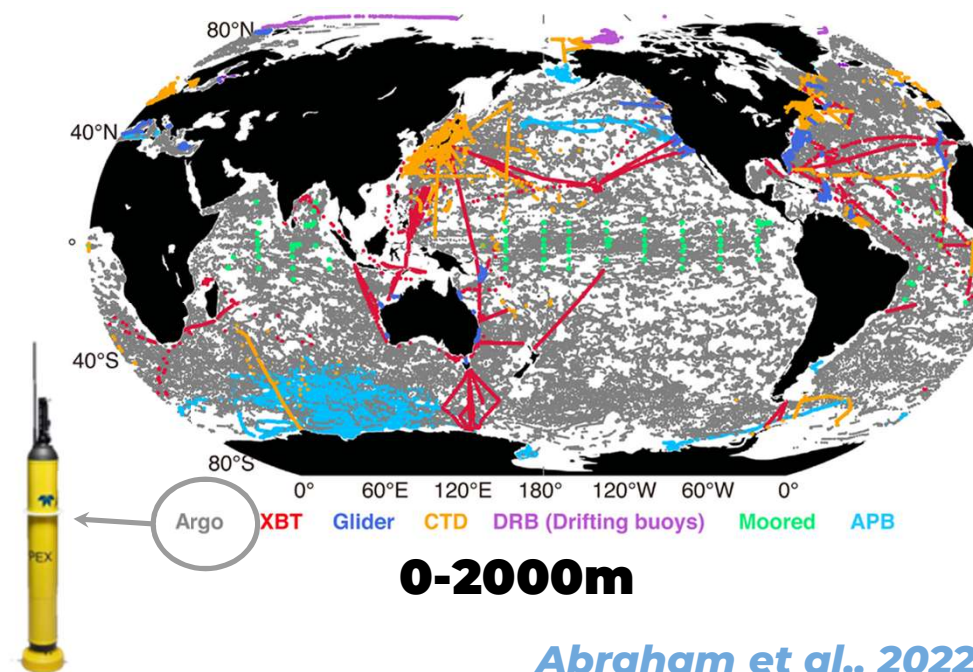 80°N
40°N
°
40°S
80°S
0° 60°E 120°E 180° 120°W 60°W 0°
Argo XBT Glider CTD DRB (Drifting buoys) Moored APB
PEX
0-2000m
Abraham et al., 2022